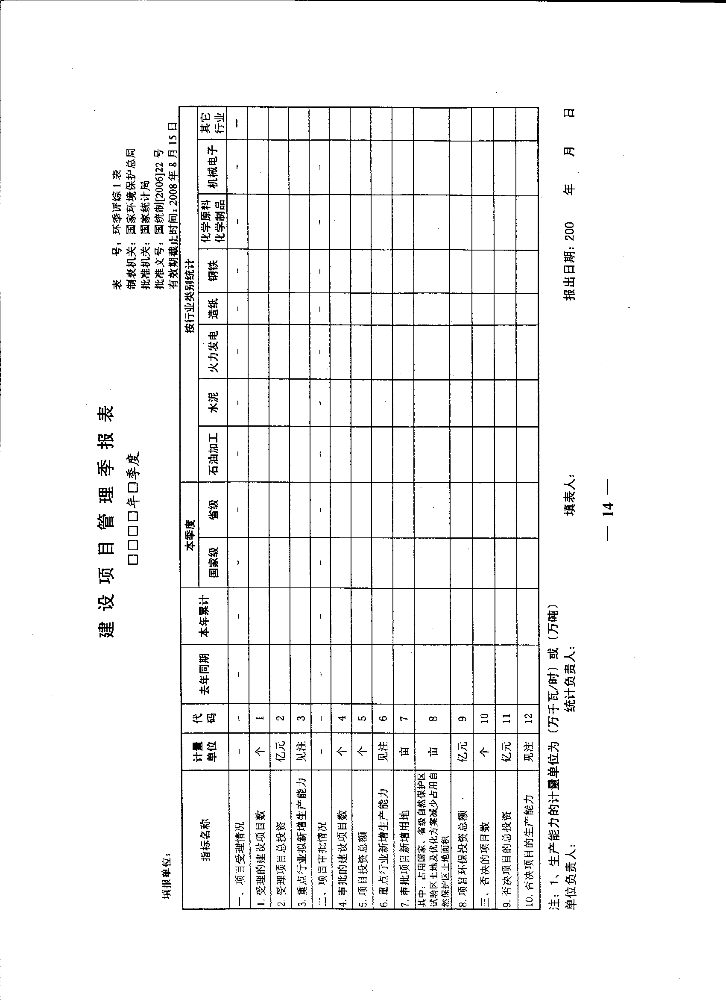 建设项目管理季报表
□□□□年□季度
表 号：环季评综1表
制表机关：国家环境保护总局
批准机关：国家统计局
批准文号：国统制[2006]22号
填报单位： 有效期截止时间：2008年8月15日
指标名称 计量单位 代码 去年同期 本年累计 本季度 按行业类别统计
国家级 省级 石油加工 水泥 火力发电 造纸 钢铁 化学原料化学制品 机械电子 其它行业
一、项目受理情况 - - - - - - - - - - - - - -
1.受理的建设项目数 个 1
2.受理项目总投资 亿元 2
3.重点行业拟新增生产能力 见注 3
二、项目审批情况 - - - - - - - - - - - - -
4.审批的建设项目数 个 4
5.项目投资总额 个 5
6.重点行业新增生产能力 见注 6
7.审批项目新增用地 亩 7
其中：占用国家、省级自然保护区
试验区土地及优化方案减少占用自 亩 8
然保护区土地面积
8.项目环保投资总额 亿元 9
三、否决的项目数 个 10
9.否决项目的总投资 亿元 11
10.否决项目的生产能力 见注 12
注：1、生产能力的计量单位为（万千瓦/时）或（万吨）
单位负责人： 统计负责人： 填表人： 报出日期：200 年 月 日
— 14 —